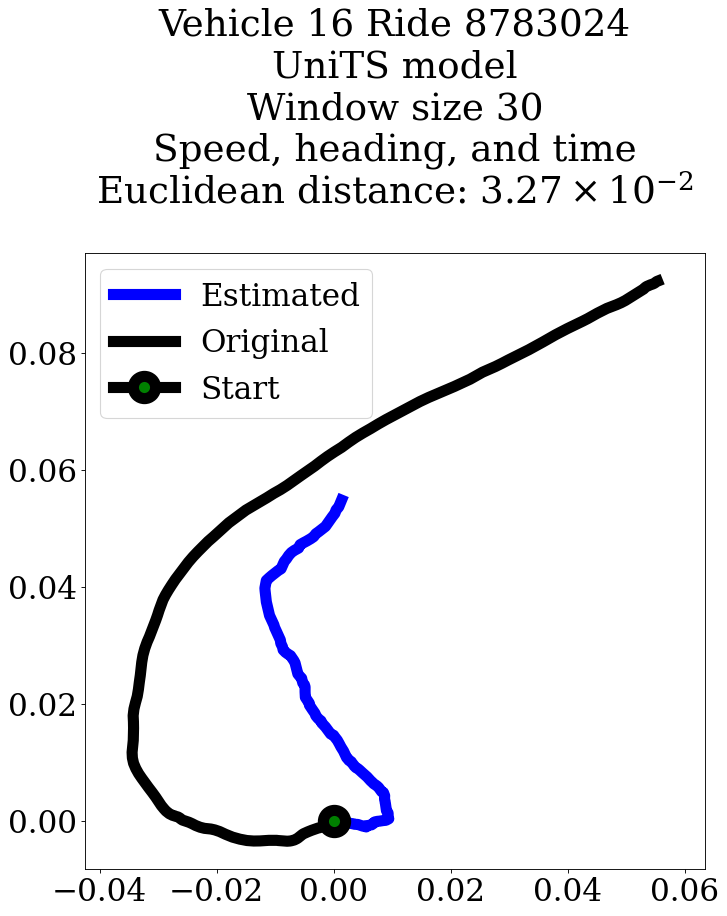 Vehicle 16 Ride 8783024
UniTS model
Window size 30
Speed, heading, and time
Euclidean distance: 3.27 × 10⁻²
Estimated
Original
Start
0.08
0.06
0.04
0.02
0.00
−0.04 −0.02 0.00 0.02 0.04 0.06